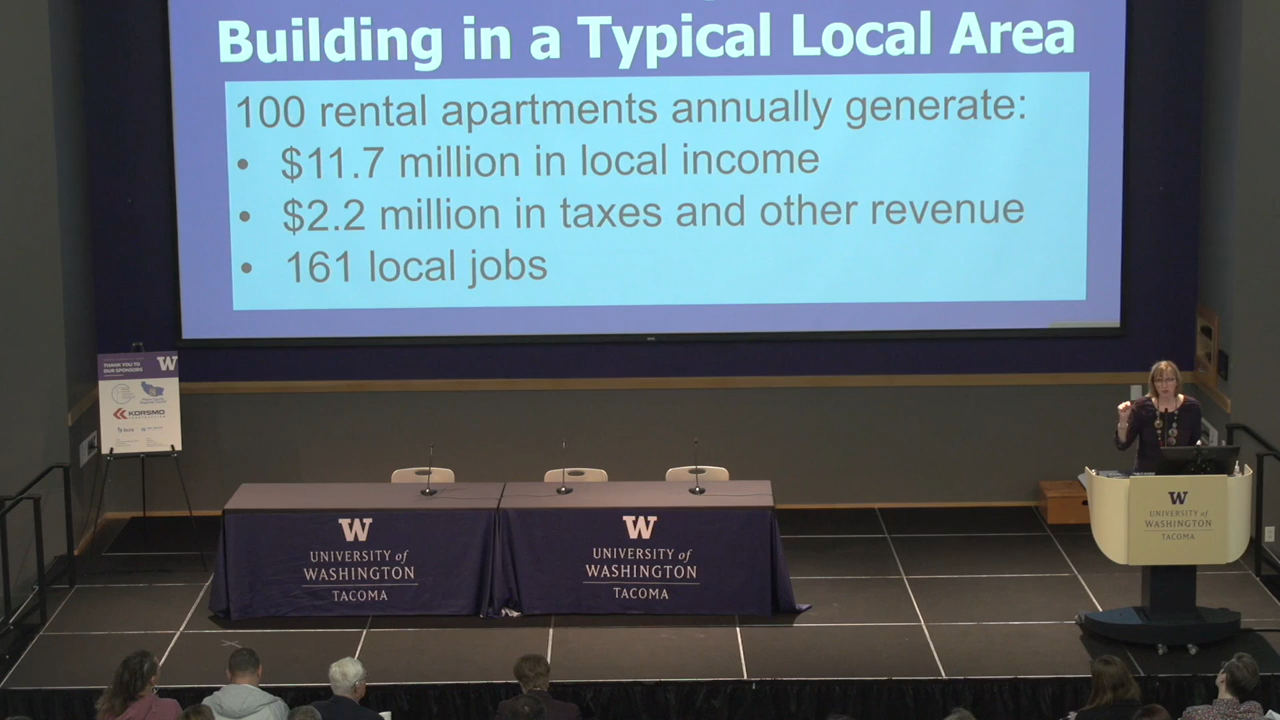 Building in a Typical Local Area
100 rental apartments annually generate:
• $11.7 million in local income
• $2.2 million in taxes and other revenue
• 161 local jobs
THANK YOU TO
OUR SPONSORS
W
KORSMO
CONSTRUCTION
W
UNIVERSITY of
WASHINGTON
TACOMA
W
UNIVERSITY of
WASHINGTON
TACOMA
W
UNIVERSITY of
WASHINGTON
TACOMA